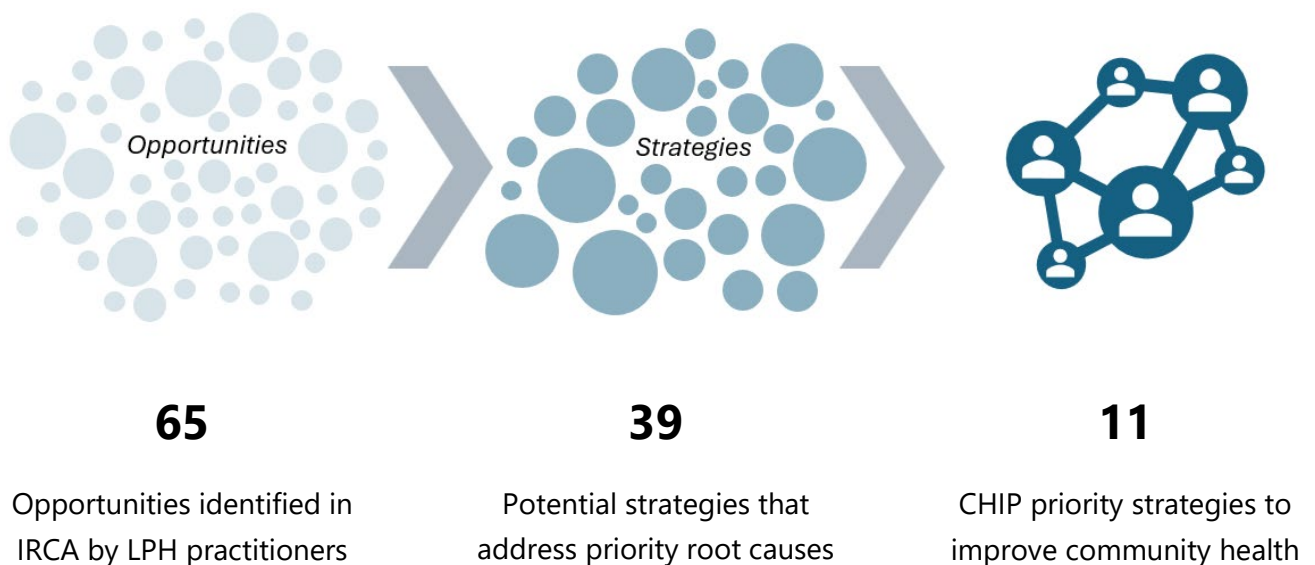 Opportunities
Strategies
65
39
11
Opportunities identified in
IRCA by LPH practitioners
Potential strategies that
address priority root causes
CHIP priority strategies to
improve community health